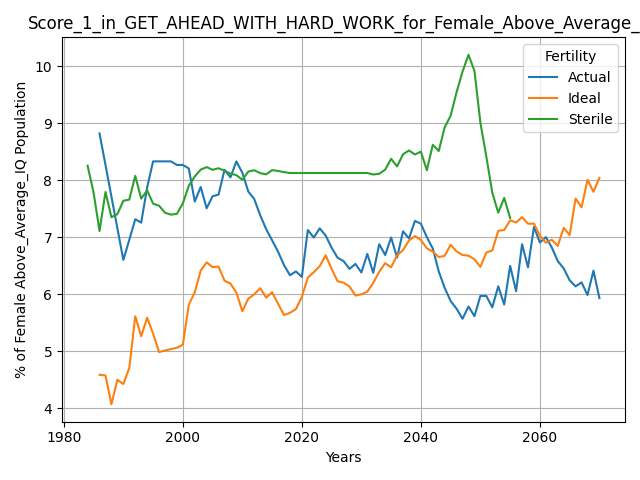 Score_1_in_GET_AHEAD_WITH_HARD_WORK_for_Female_Above_Average_
% of Female Above_Average_IQ Population
10
9
8
7
6
5
4
Fertility
Actual
Ideal
Sterile
1980
2000
2020
2040
2060
Years